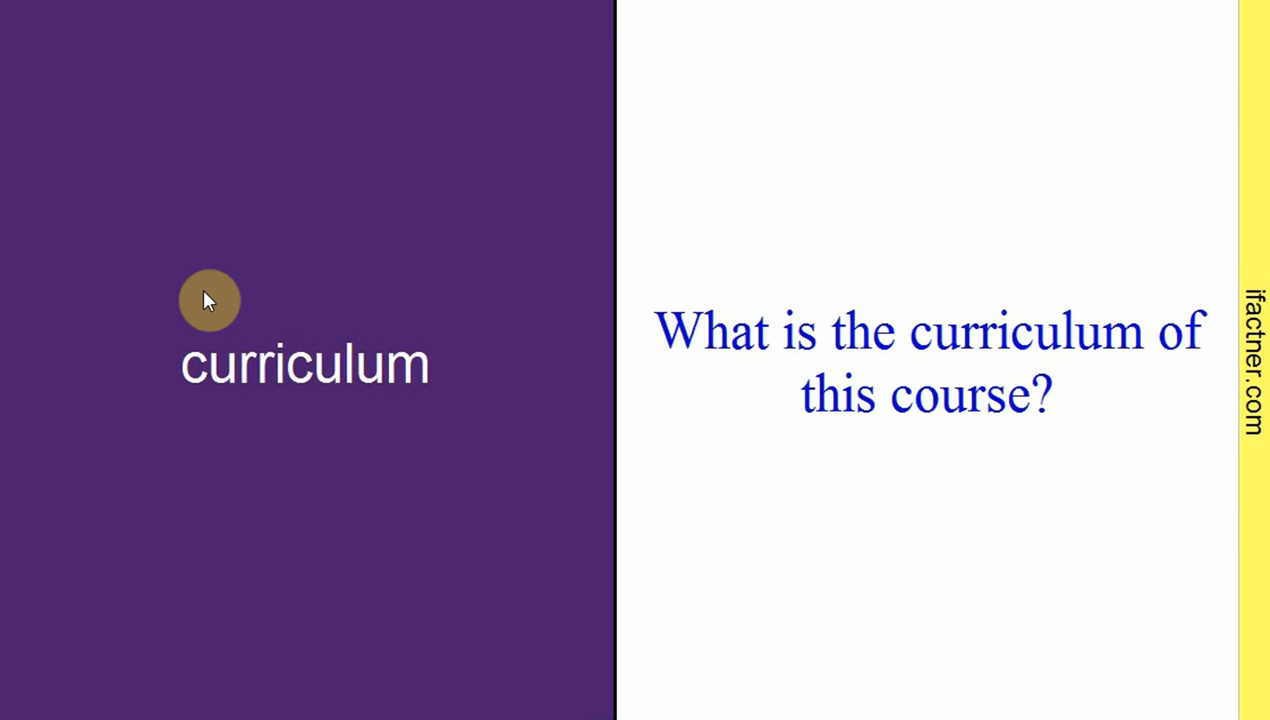 curriculum
What is the curriculum of
this course?
ifactner.com